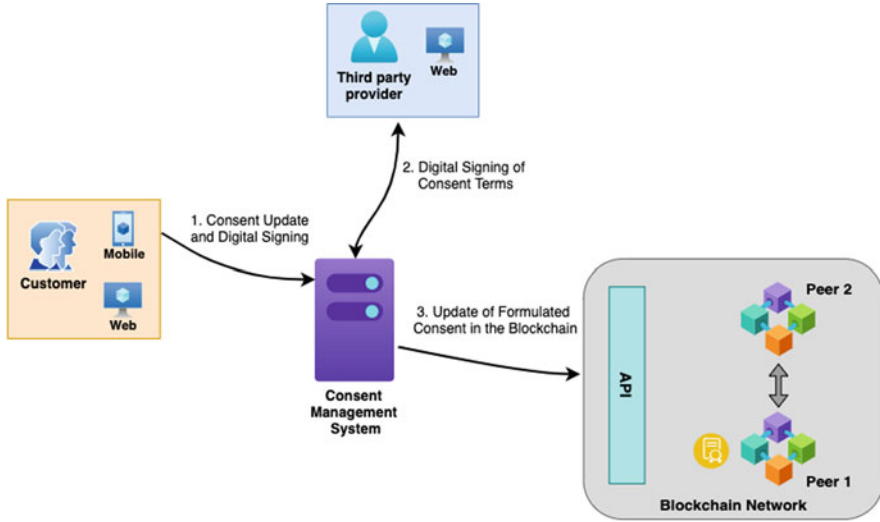 Third party
provider
Web
2. Digital Signing of
Consent Terms
1. Consent Update
and Digital Signing
Customer
Mobile
Web
3. Update of Formulated
Consent in the Blockchain
Consent
Management
System
API
Peer 2
Peer 1
Blockchain Network